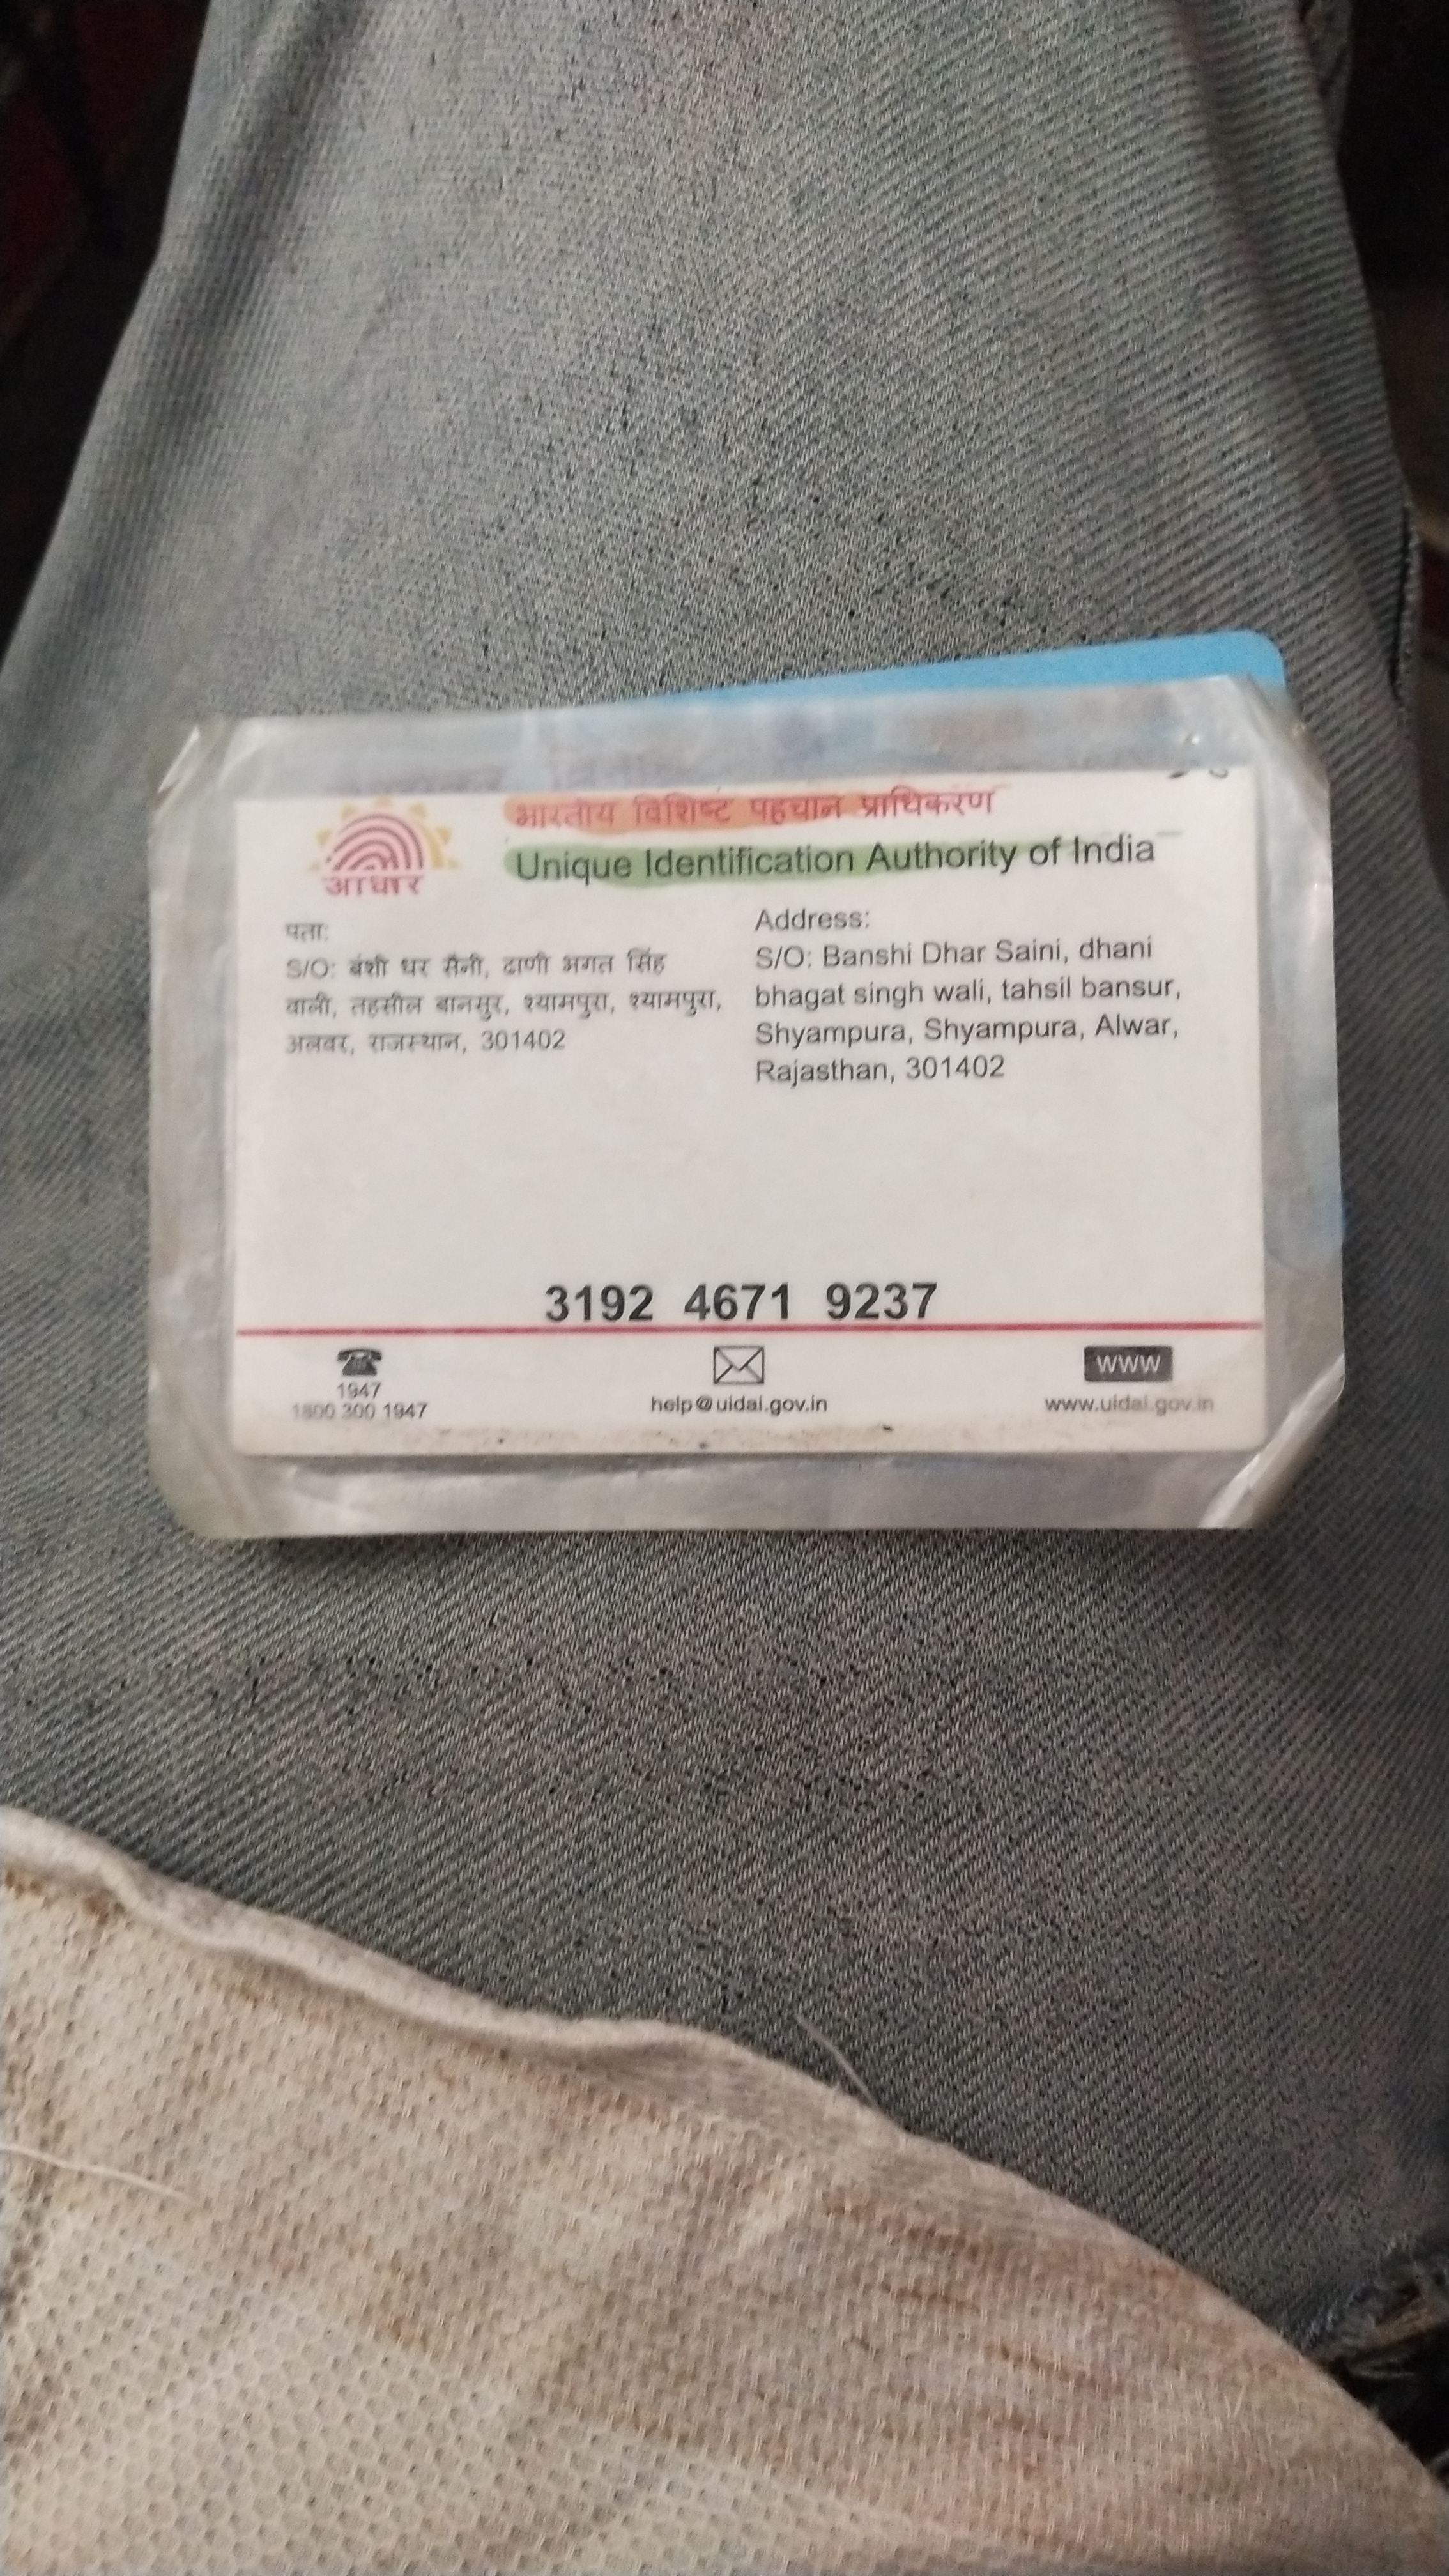 भारतीय विशिष्ट पहचान प्राधिकरण
Unique Identification Authority of India
आधार
पता:
S/O: बंशी धर सैनी, ढाणी भगत सिंह
वाली, तहसील बानसुर, श्यामपुरा, श्यामपुरा,
अलवर, राजस्थान, 301402
Address:
S/O: Banshi Dhar Saini, dhani
bhagat singh wali, tahsil bansur,
Shyampura, Shyampura, Alwar,
Rajasthan, 301402
3192 4671 9237
1947
1800 300 1947
help@uidai.gov.in
www
www.uidai.gov.in